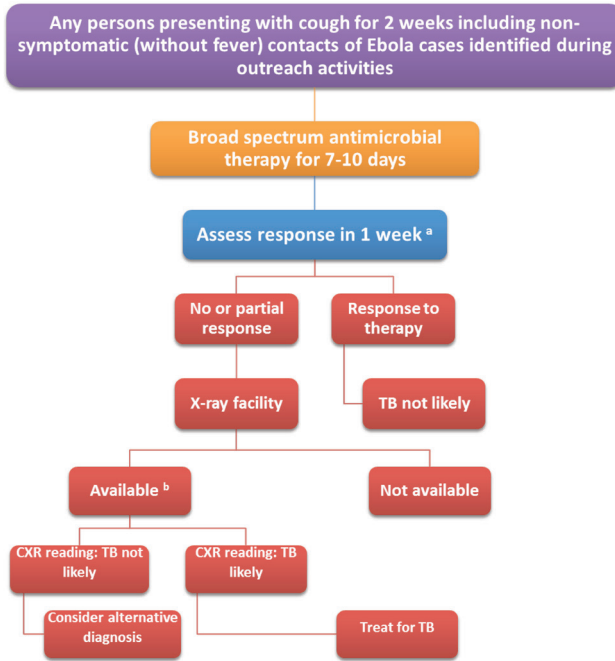 Any persons presenting with cough for 2 weeks including non-
symptomatic (without fever) contacts of Ebola cases identified during
outreach activities
Broad spectrum antimicrobial
therapy for 7-10 days
Assess response in 1 week a
No or partial
response
Response to
therapy
X-ray facility
TB not likely
Available b
Not available
CXR reading: TB not
likely
CXR reading: TB
likely
Consider alternative
diagnosis
Treat for TB